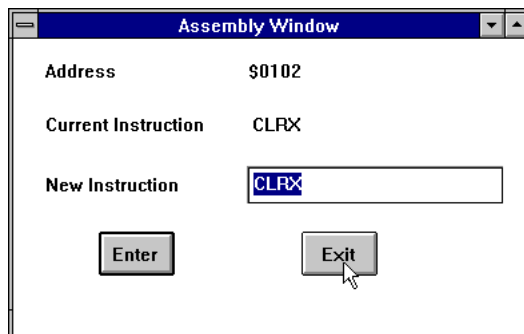 Assembly Window
Address $0102
Current Instruction CLRX
New Instruction CLRX
Enter Exit